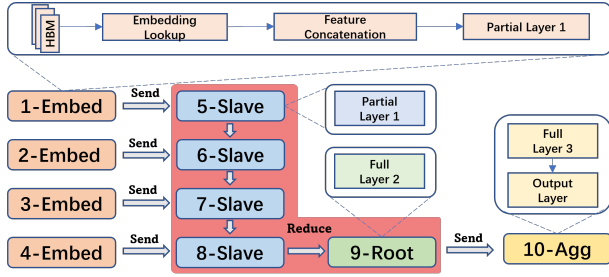 HBM
Embedding
Lookup
Feature
Concatenation
Partial Layer 1
1-Embed
Send
5-Slave
Partial
Layer 1
2-Embed
Send
6-Slave
3-Embed
Send
7-Slave
Full
Layer 2
4-Embed
Send
8-Slave
Reduce
9-Root
Send
Full
Layer 3
Output
Layer
10-Agg